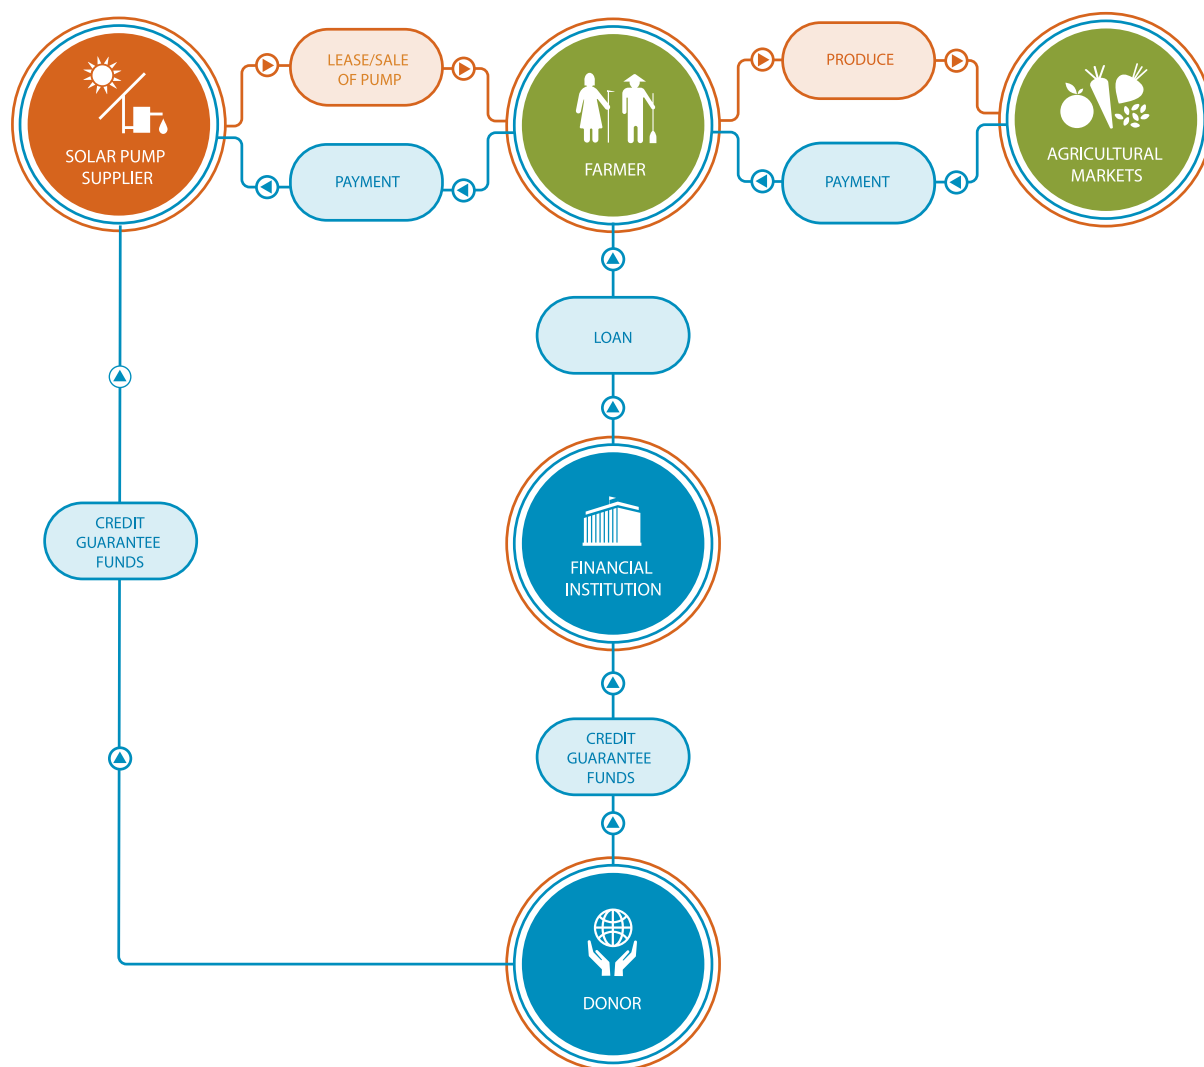 LEASE/SALE
OF PUMP
PRODUCE
SOLAR PUMP
SUPPLIER
FARMER
AGRICULTURAL
MARKETS
PAYMENT
PAYMENT
LOAN
CREDIT
GUARANTEE
FUNDS
FINANCIAL
INSTITUTION
CREDIT
GUARANTEE
FUNDS
DONOR